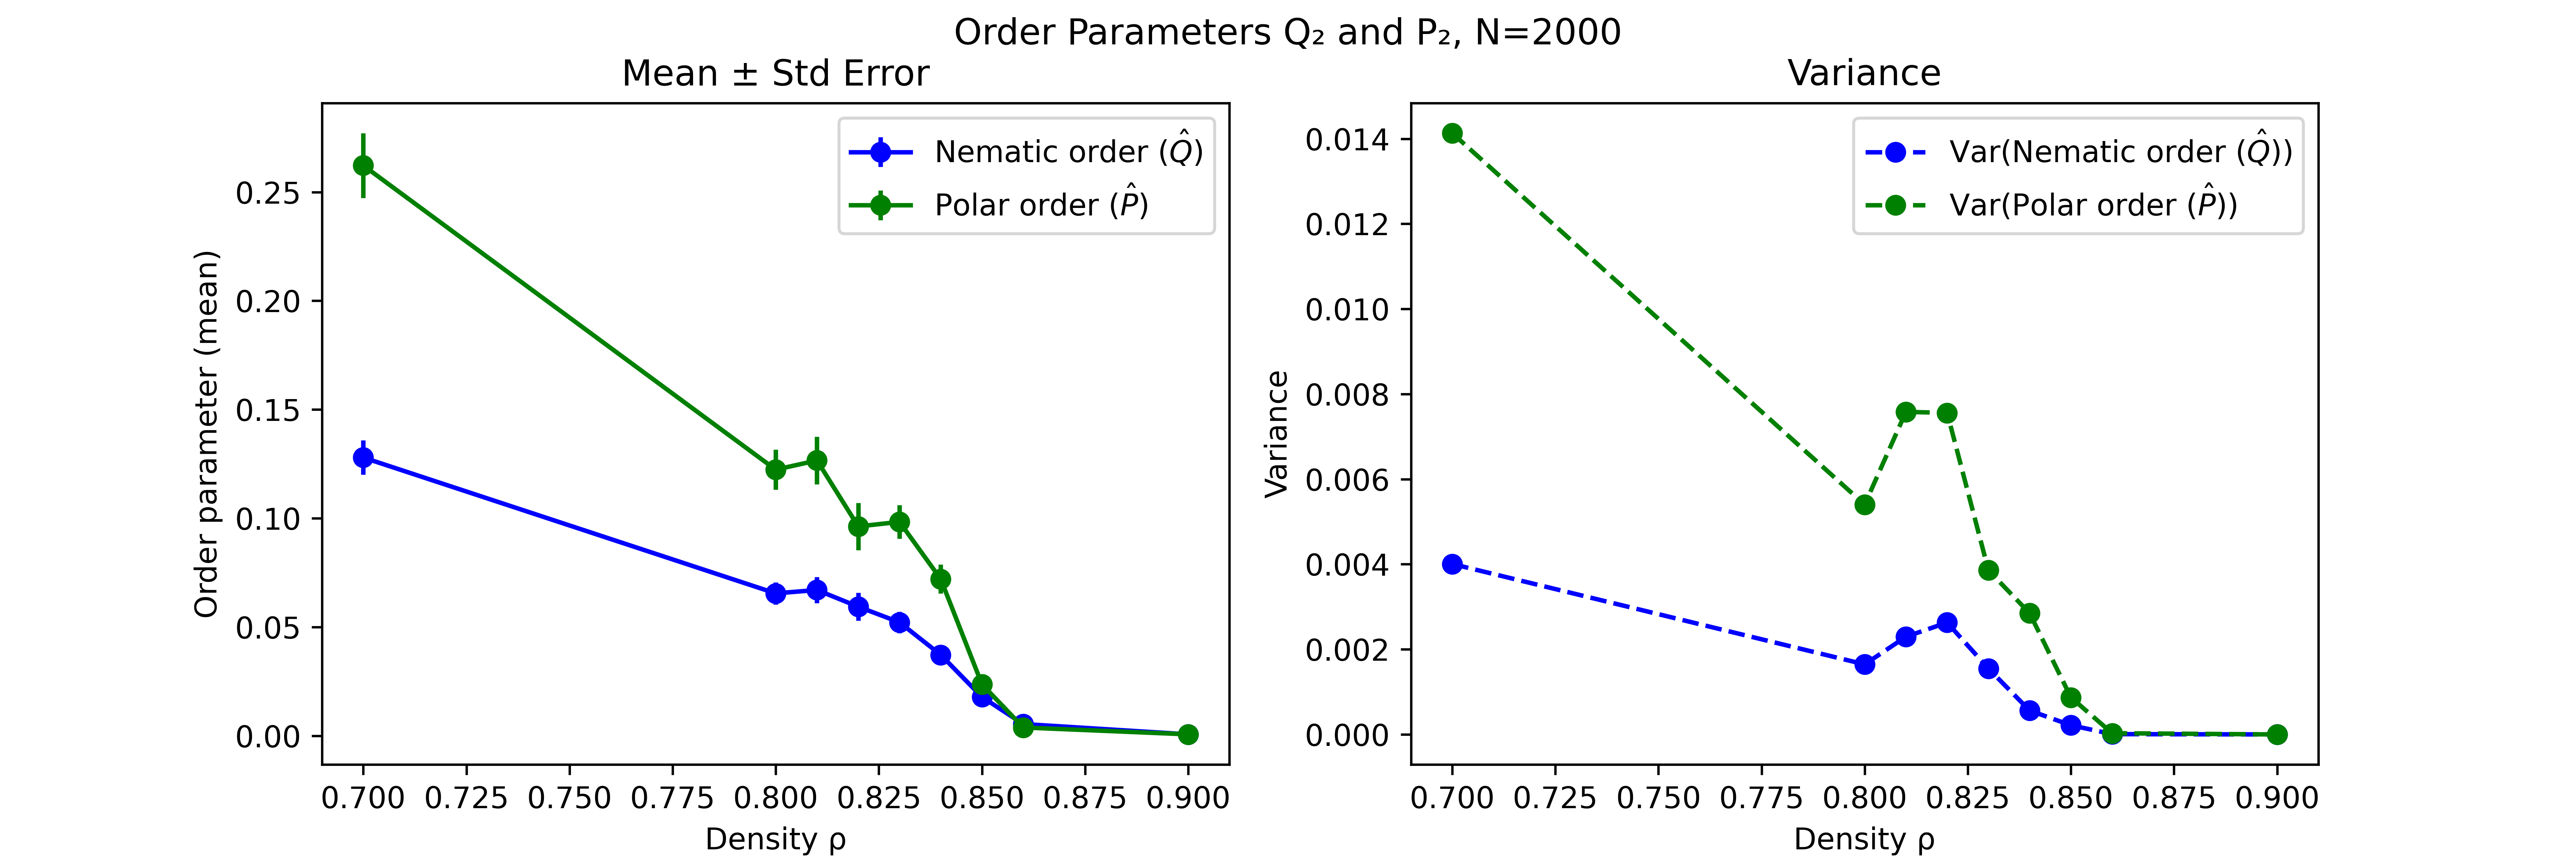 Order Parameters Q₂ and P₂, N=2000
Mean ± Std Error
Nematic order (Q̂)
Polar order (P̂)
Order parameter (mean)
0.25
0.20
0.15
0.10
0.05
0.00
0.700 0.725 0.750 0.775 0.800 0.825 0.850 0.875 0.900
Density ρ
Variance
Var(Nematic order (Q̂))
Var(Polar order (P̂))
Variance
0.014
0.012
0.010
0.008
0.006
0.004
0.002
0.000
0.700 0.725 0.750 0.775 0.800 0.825 0.850 0.875 0.900
Density ρ